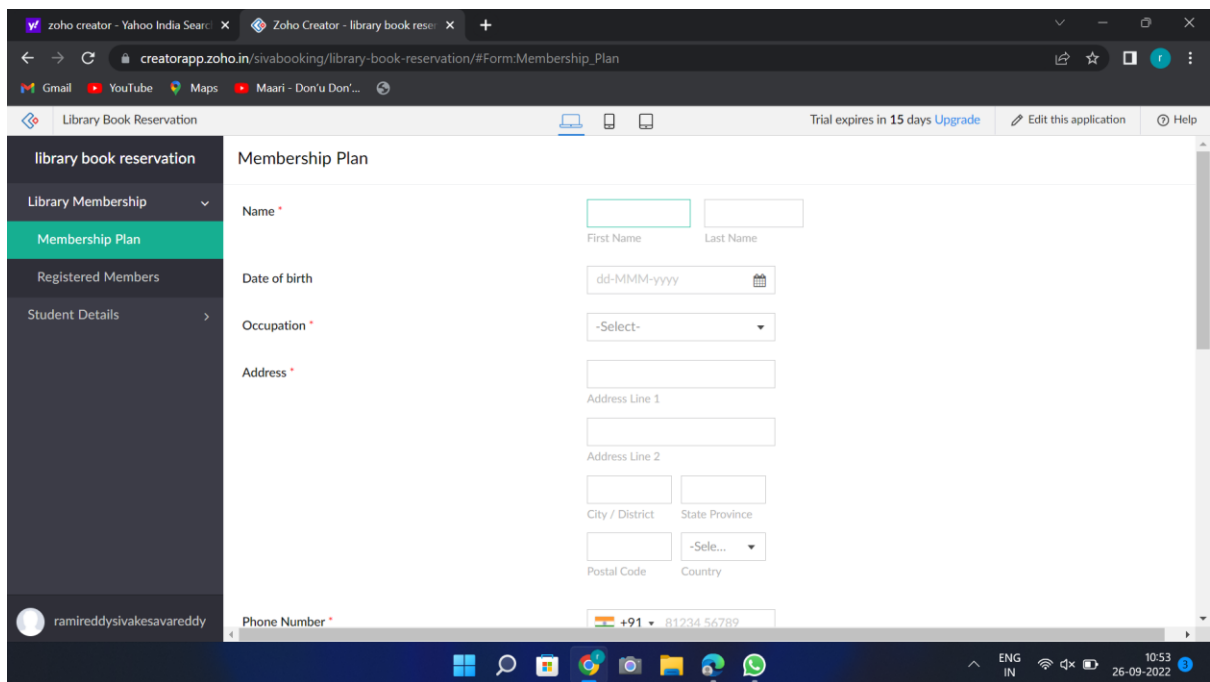 zoho creator - Yahoo India Searc
Zoho Creator - library book rese
creatorapp.zoho.in/sivabooking/library-book-reservation/#Form:Membership_Plan
r
Gmail YouTube Maps Maari - Don'u Don'...
Library Book Reservation
Trial expires in 15 days Upgrade
Edit this application
Help
library book reservation
Membership Plan
Library Membership
Membership Plan
Registered Members
Student Details
Name *
First Name Last Name
Date of birth
dd-MMM-yyyy
Occupation *
-Select-
Address *
Address Line 1
Address Line 2
City / District State Province
-Sele...
Postal Code Country
Phone Number *
+91 81234 56789
ramireddysivakesavareddy
ENG
IN
10:53
26-09-2022
3